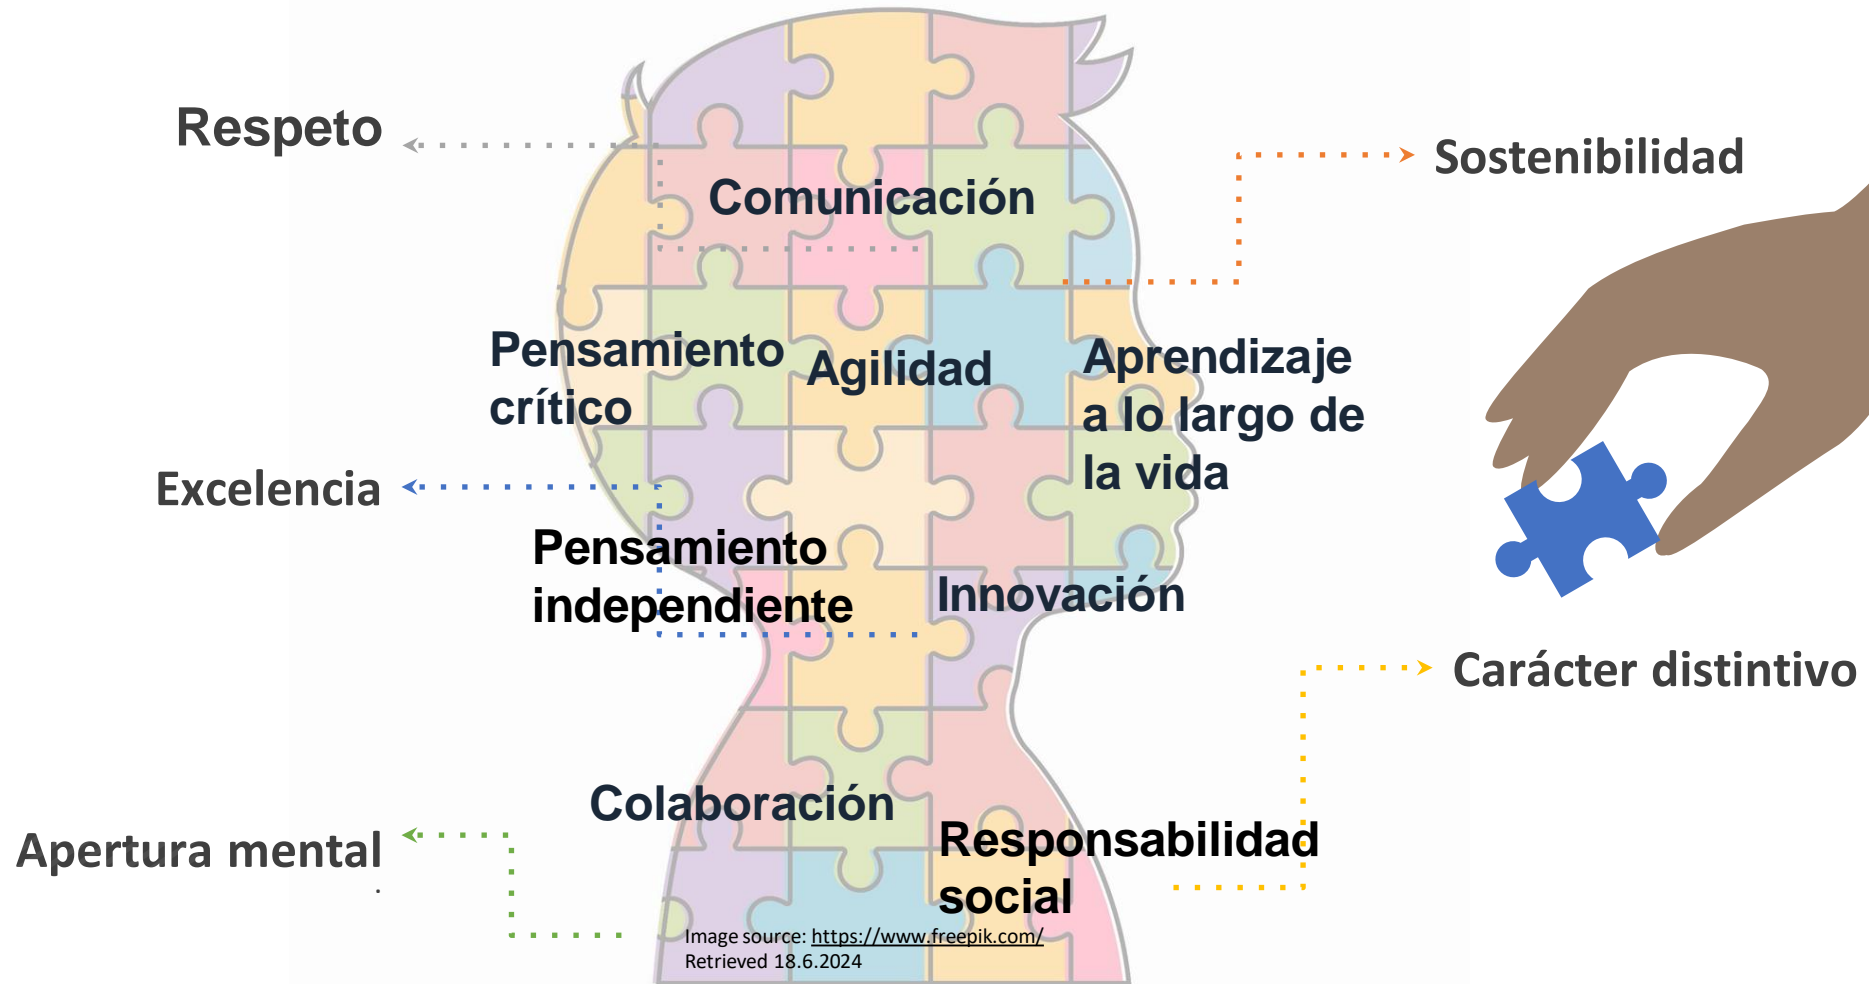 Respeto
Sostenibilidad
Comunicación
Pensamiento
crítico
Agilidad
Aprendizaje
a lo largo de
la vida
Excelencia
Pensamiento
independiente
Innovación
Carácter distintivo
Colaboración
Apertura mental
.
Responsabilidad
social
Image source: https://www.freepik.com/
Retrieved 18.6.2024